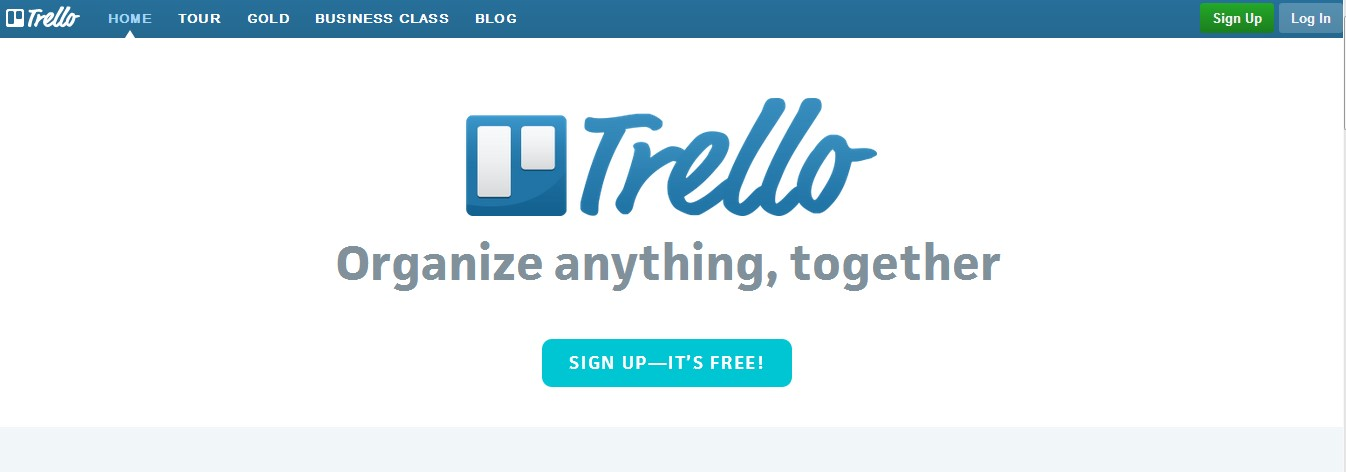 Trello HOME TOUR GOLD BUSINESS CLASS BLOG Sign Up Log In
Trello
Organize anything, together
SIGN UP—IT'S FREE!